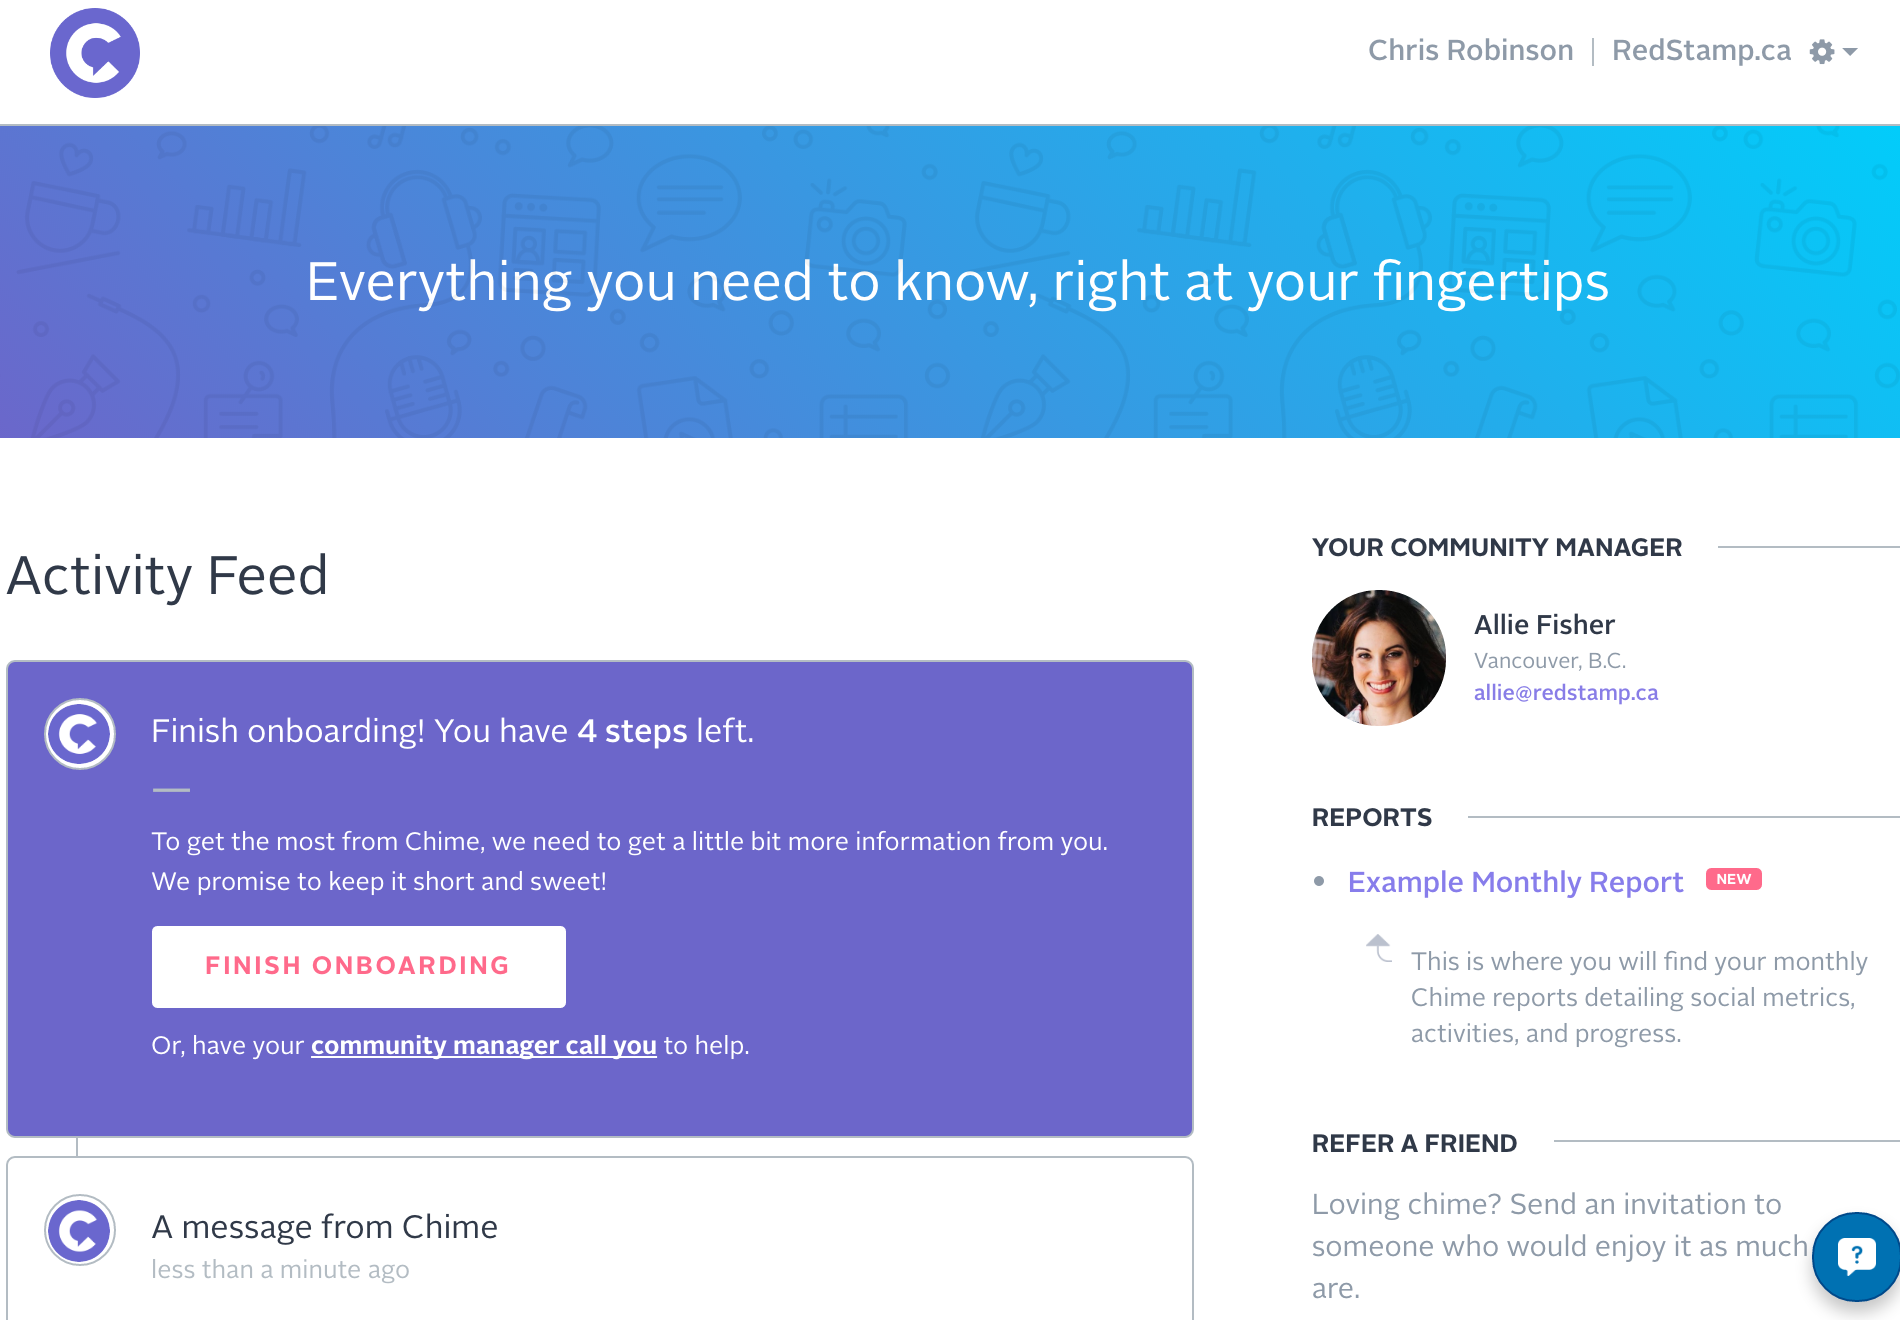 Chris Robinson | RedStamp.ca
Everything you need to know, right at your fingertips
Activity Feed
Finish onboarding! You have 4 steps left.
To get the most from Chime, we need to get a little bit more information from you.
We promise to keep it short and sweet!
FINISH ONBOARDING
Or, have your community manager call you to help.
A message from Chime
less than a minute ago
YOUR COMMUNITY MANAGER
Allie Fisher
Vancouver, B.C.
allie@redstamp.ca
REPORTS
• Example Monthly Report NEW
This is where you will find your monthly
Chime reports detailing social metrics,
activities, and progress.
REFER A FRIEND
Loving chime? Send an invitation to
someone who would enjoy it as much
are.
?